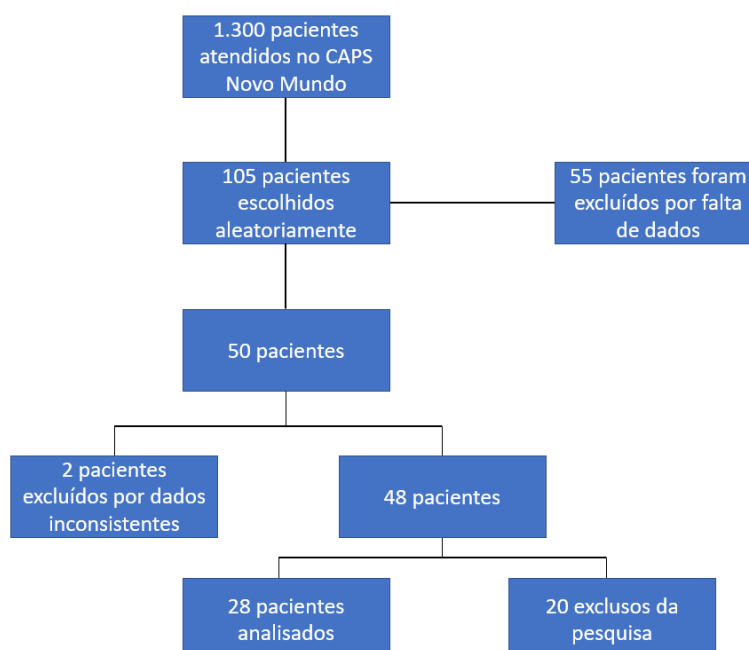 1.300 pacientes
atendidos no CAPS
Novo Mundo
105 pacientes
escolhidos
aleatoriamente
55 pacientes foram
excluídos por falta
de dados
50 pacientes
2 pacientes
excluídos por dados
inconsistentes
48 pacientes
28 pacientes
analisados
20 exclusos da
pesquisa